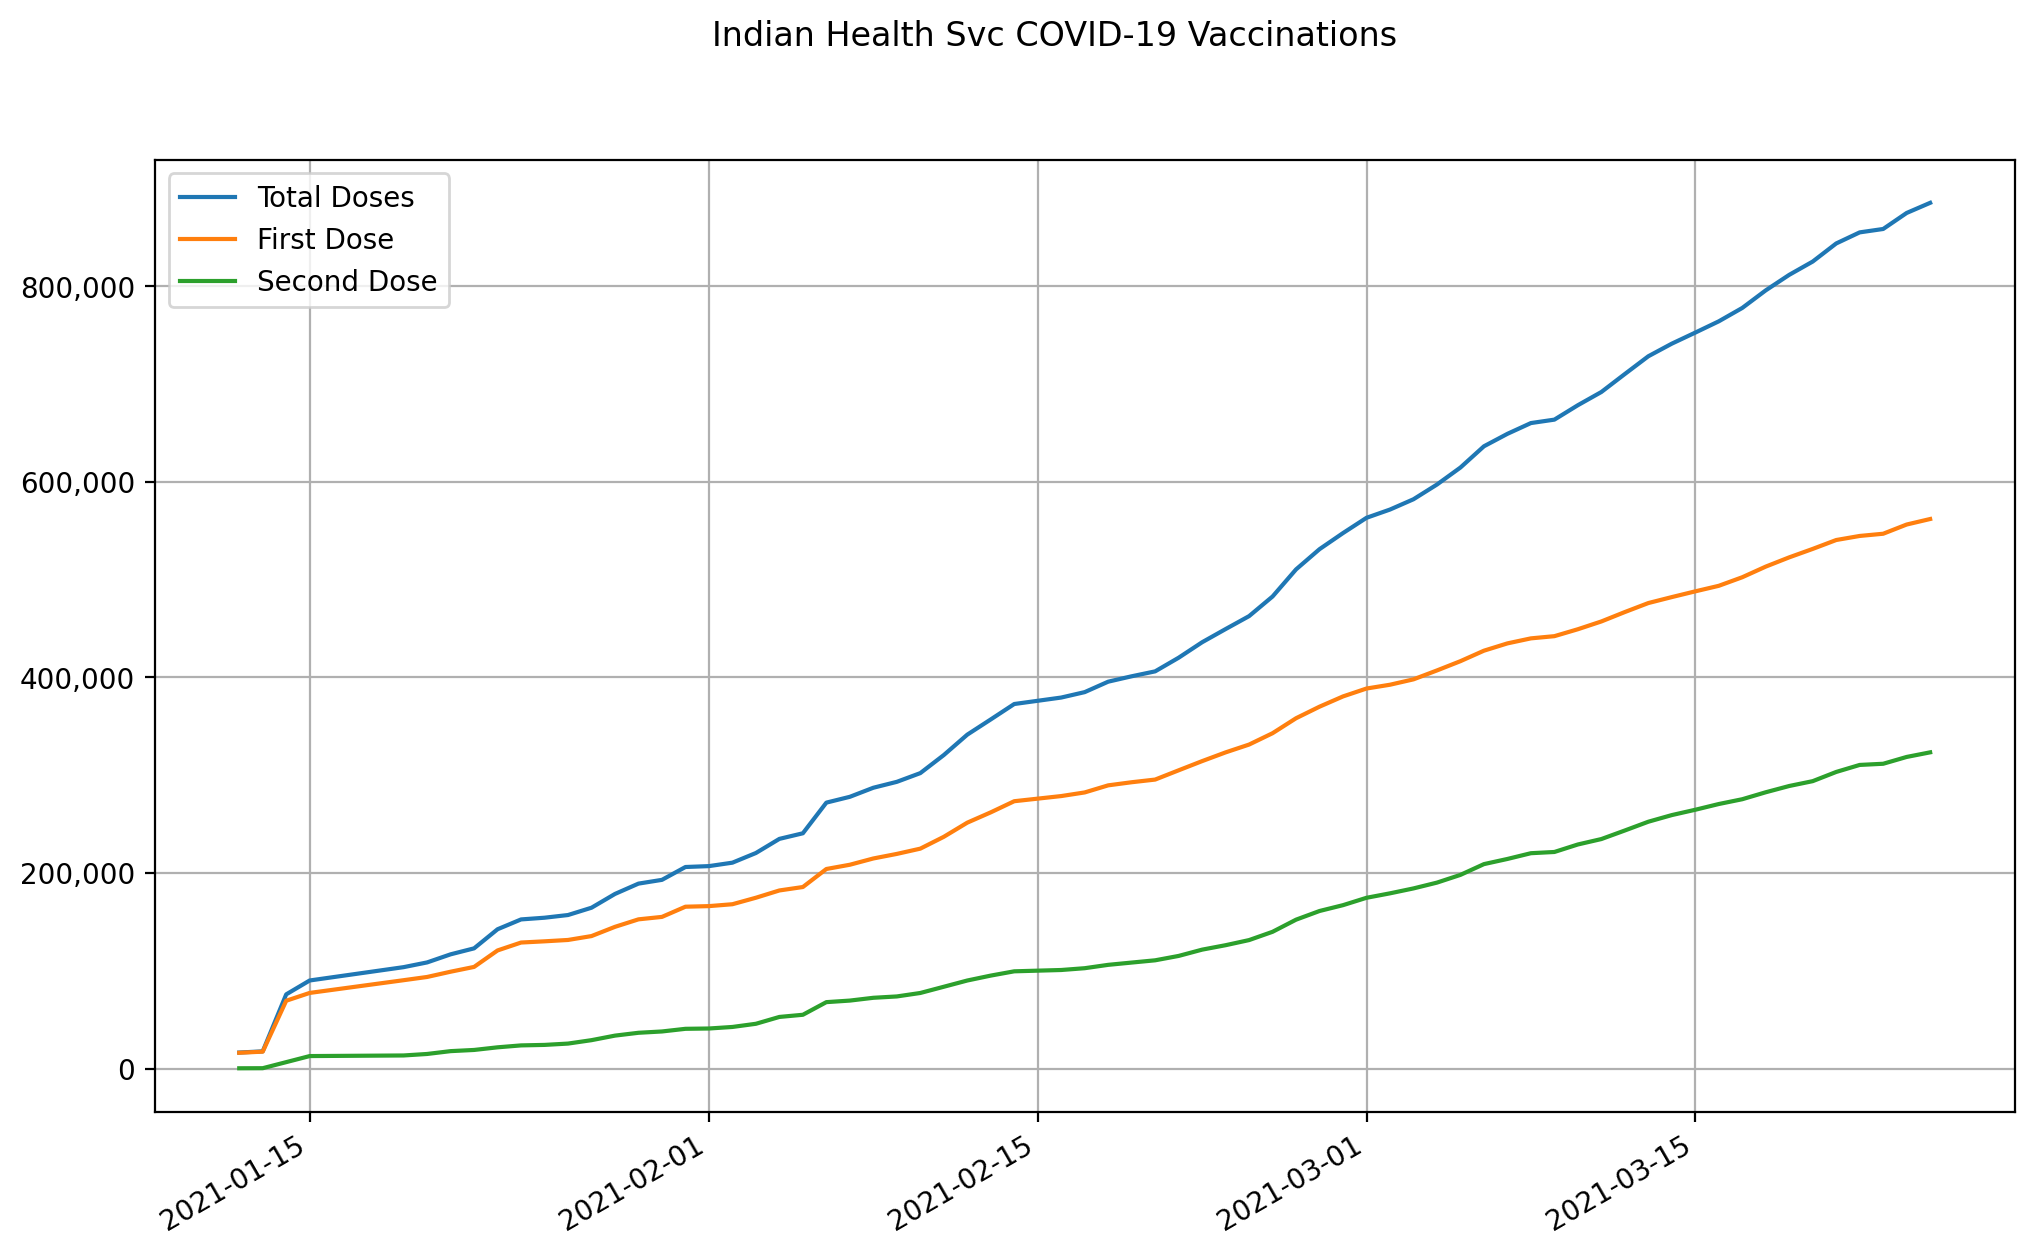 Indian Health Svc COVID-19 Vaccinations
Total Doses
First Dose
Second Dose
800,000
600,000
400,000
200,000
0
2021-01-15
2021-02-01
2021-02-15
2021-03-01
2021-03-15